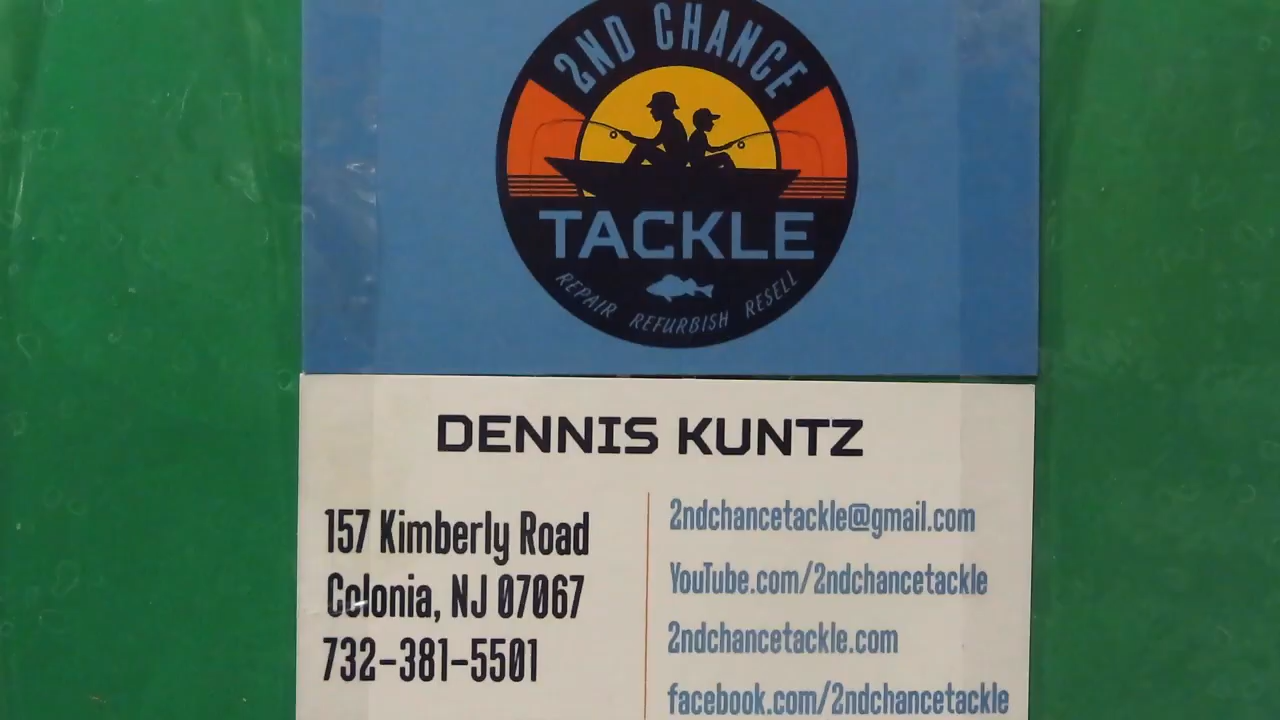 2ND CHANCE
TACKLE
REPAIR REFURBISH RESELL
DENNIS KUNTZ
157 Kimberly Road
Colonia, NJ 07067
732-381-5501
2ndchancetackle@gmail.com
YouTube.com/2ndchancetackle
2ndchancetackle.com
facebook.com/2ndchancetackle